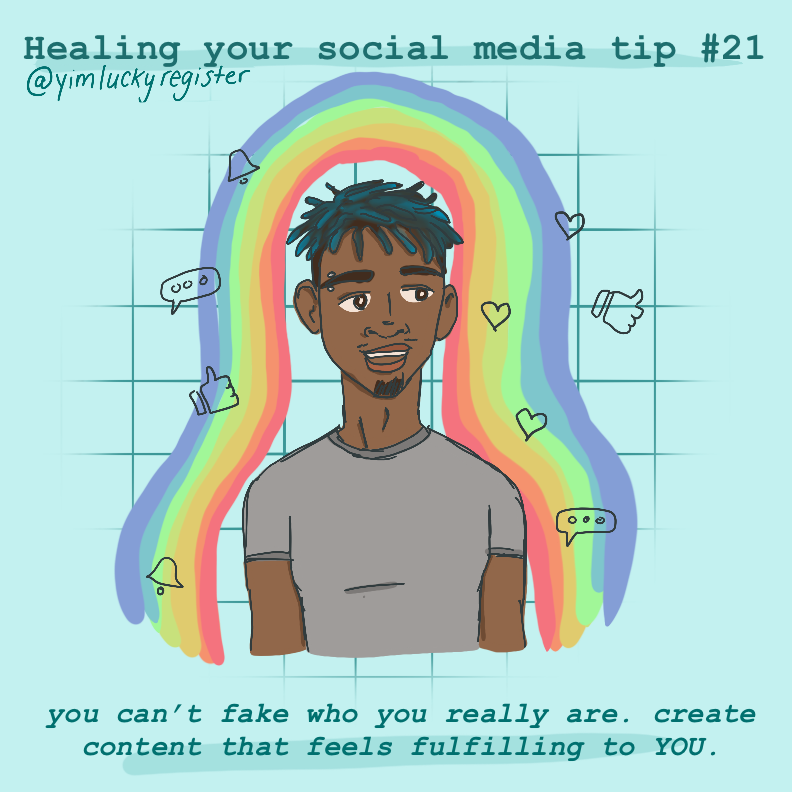 Healing your social media tip #21
@yimluckyregister
you can't fake who you really are. create
content that feels fulfilling to YOU.